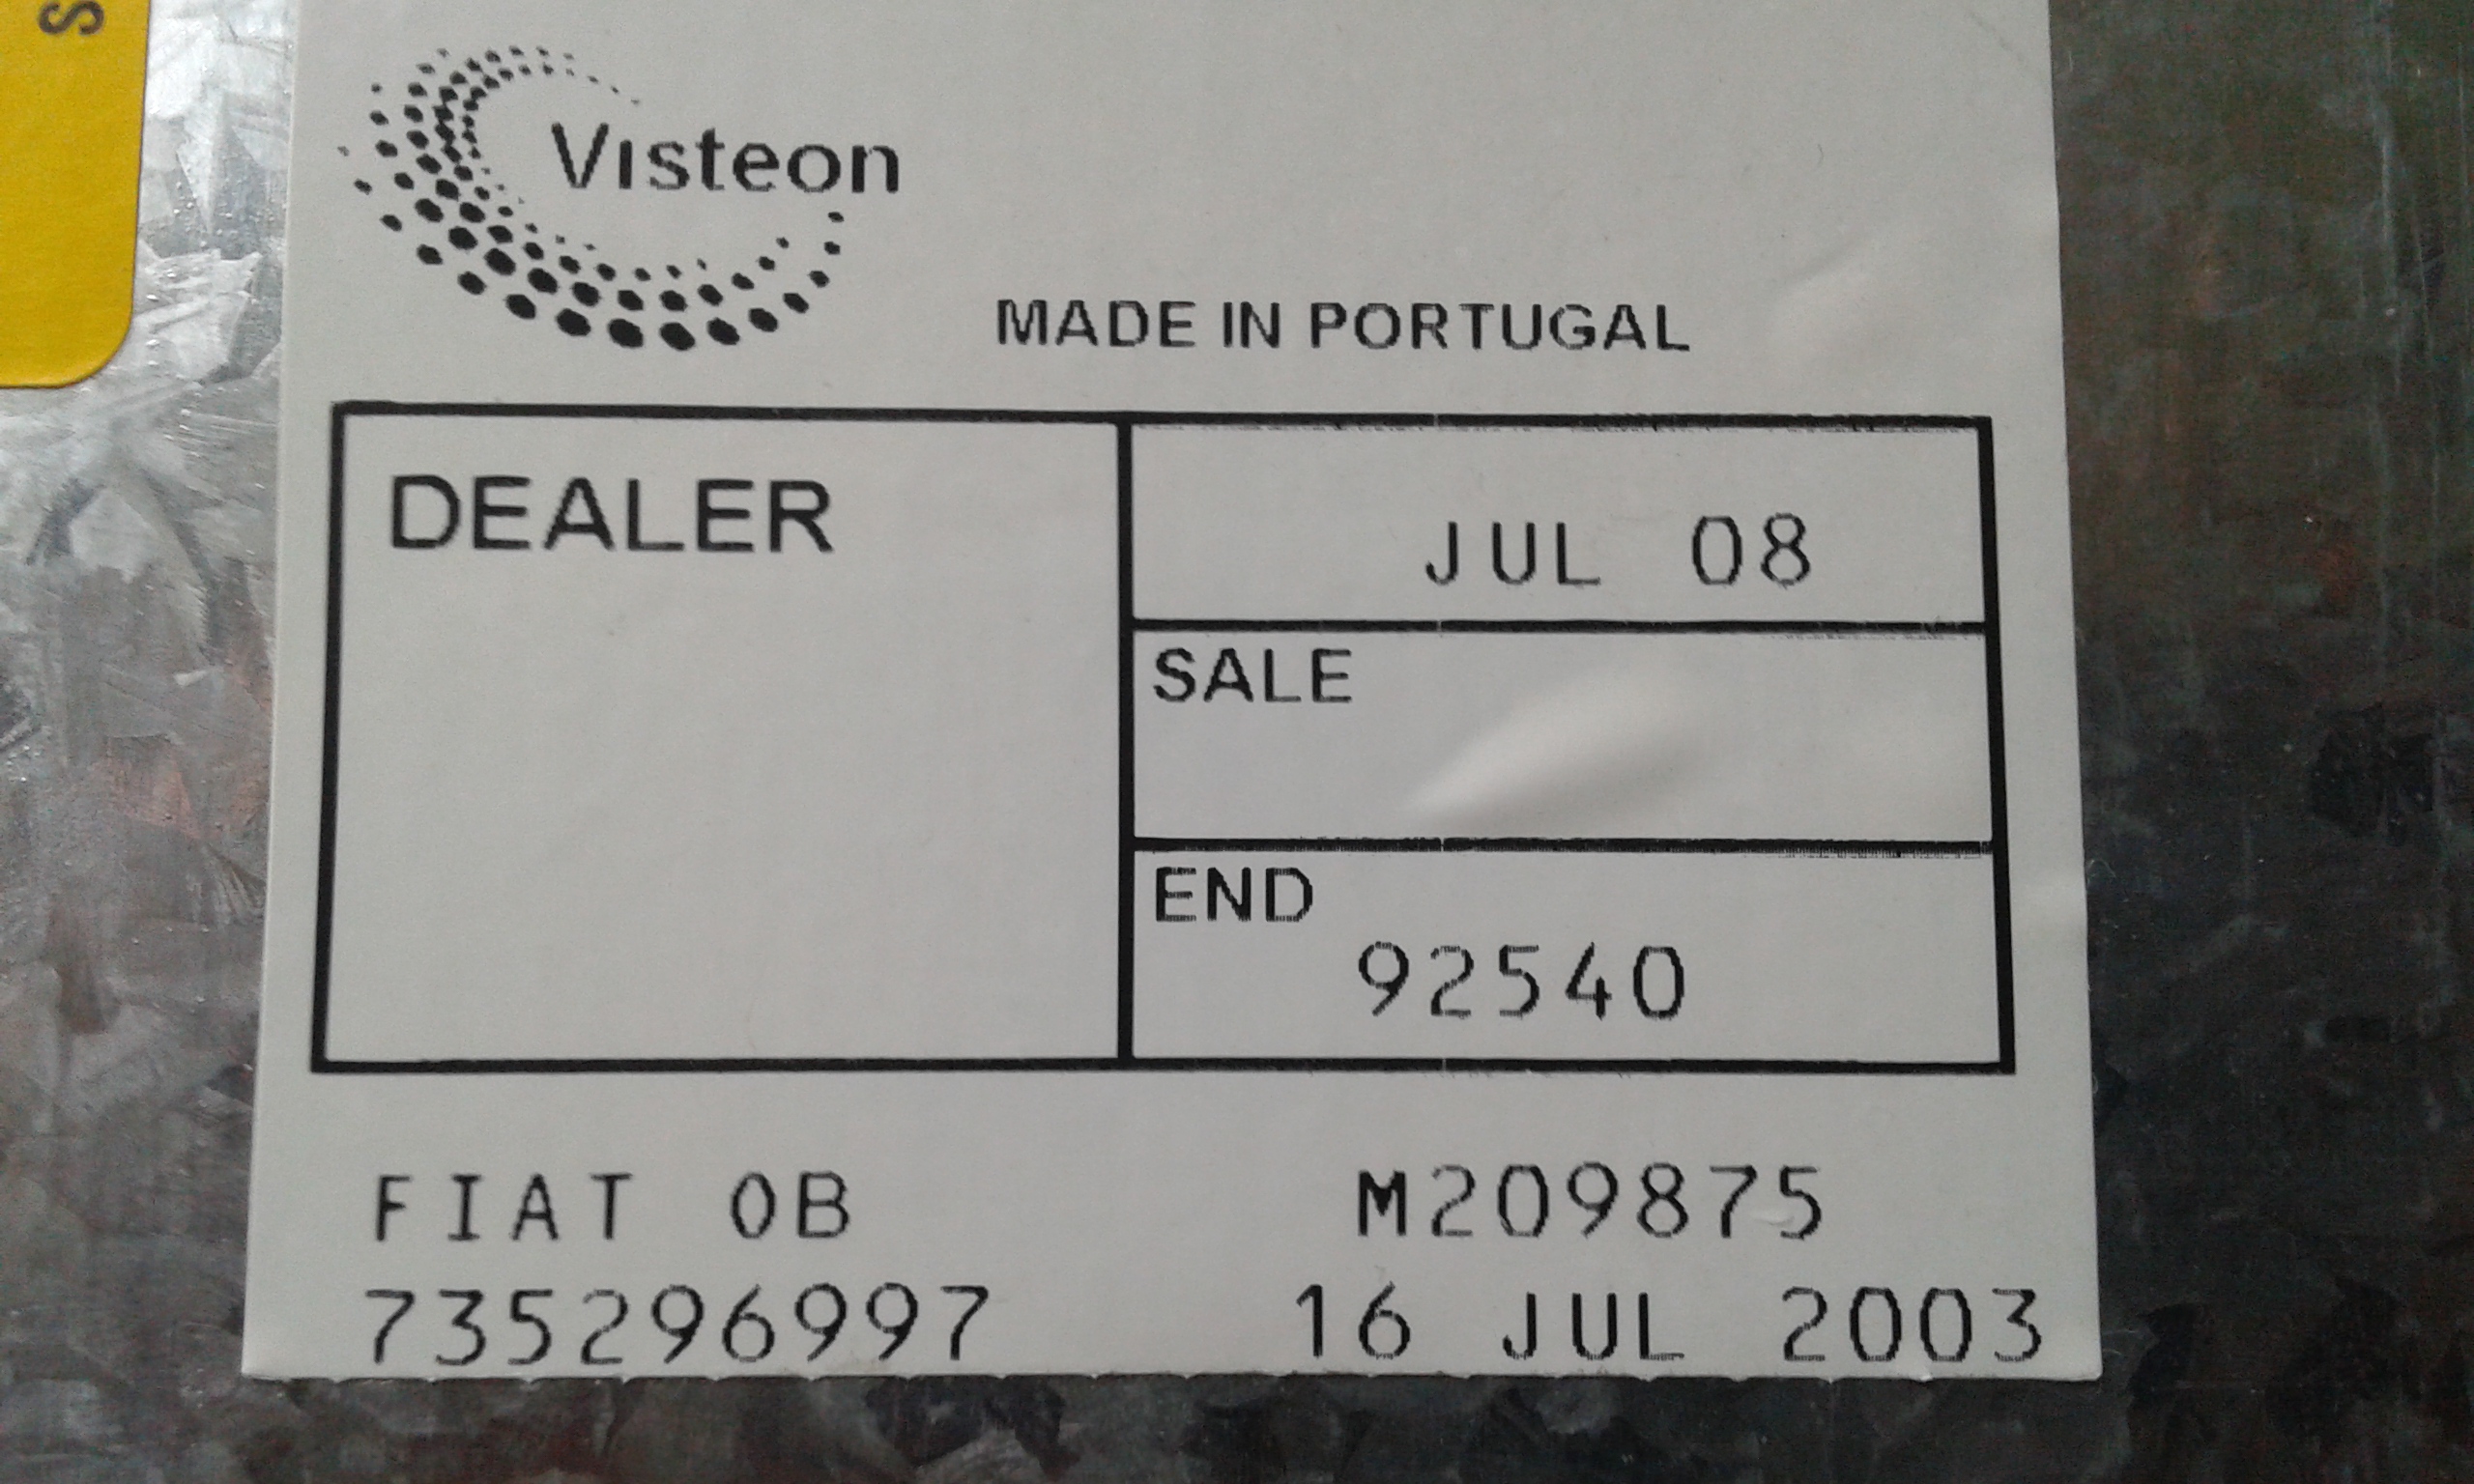 S
Visteon
MADE IN PORTUGAL
DEALER
JUL 08
SALE
END
92540
FIAT 0B
M209875
735296997
16 JUL 2003